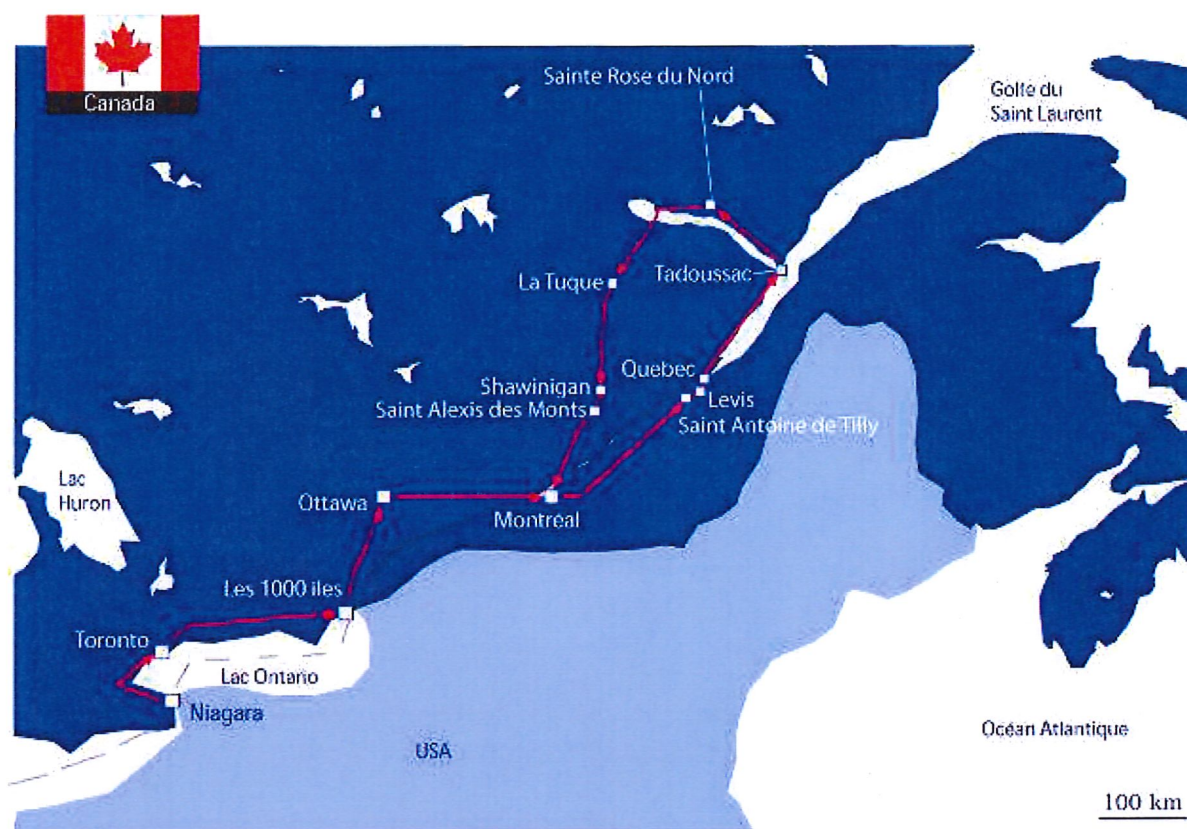 Canada
Sainte Rose du Nord
Golfe du
Saint Laurent
La Tuque
Tadoussac
Shawinigan
Saint Alexis des Monts
Quebec
Levis
Saint Antoine de Tilly
Lac
Huron
Ottawa
Montréal
Les 1000 iles
Toronto
Lac Ontario
Niagara
USA
Océan Atlantique
100 km